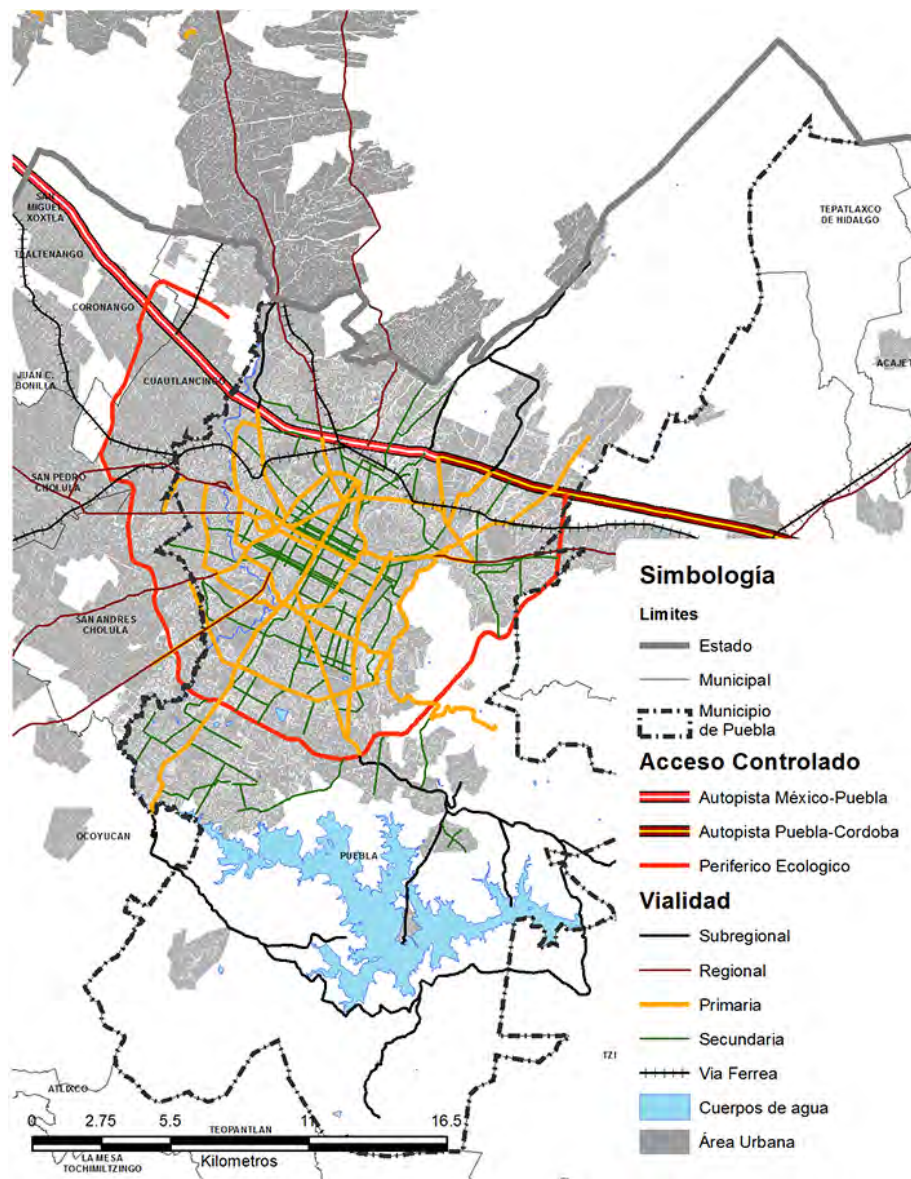 SAN
MIGUEL
XOXTLA
TEPATLAXCO
DE HIDALGO
TLALTENANGO
CORONANGO
JUAN C.
BONILLA
CUAUTLANCINGO
ACAJET
SAN PEDRO
CHOLULA
SAN ANDRES
CHOLULA
OCOYUCAN
PUEBLA
TZI
ATLIXCO
0 2.75 5.5 11 16.5
TEOPANTLAN
Kilometros
LA MESA
TOCHIMILTZINGO
Simbología
Limites
Estado
Municipal
Municipio
de Puebla
Acceso Controlado
Autopista México-Puebla
Autopista Puebla-Cordoba
Periferico Ecologico
Vialidad
Subregional
Regional
Primaria
Secundaria
Via Ferrea
Cuerpos de agua
Área Urbana